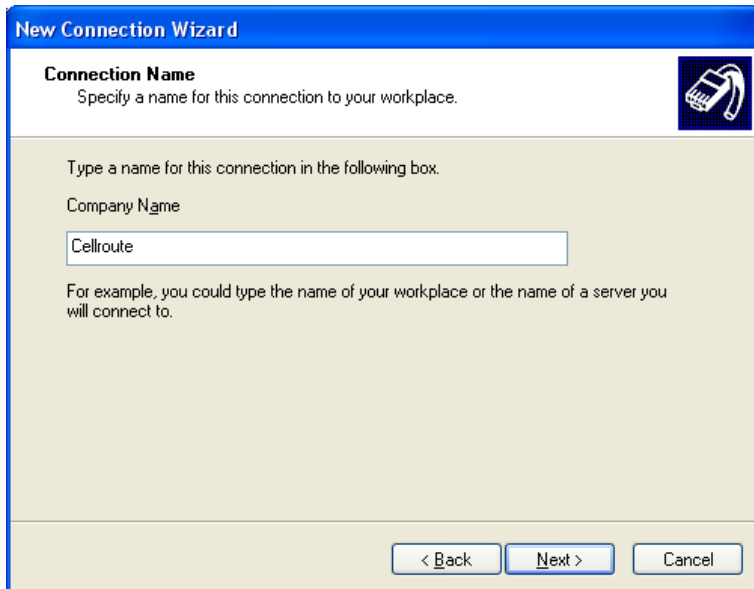 New Connection Wizard
Connection Name
Specify a name for this connection to your workplace.
Type a name for this connection in the following box.
Company Name
Cellroute
For example, you could type the name of your workplace or the name of a server you
will connect to.
< Back Next > Cancel